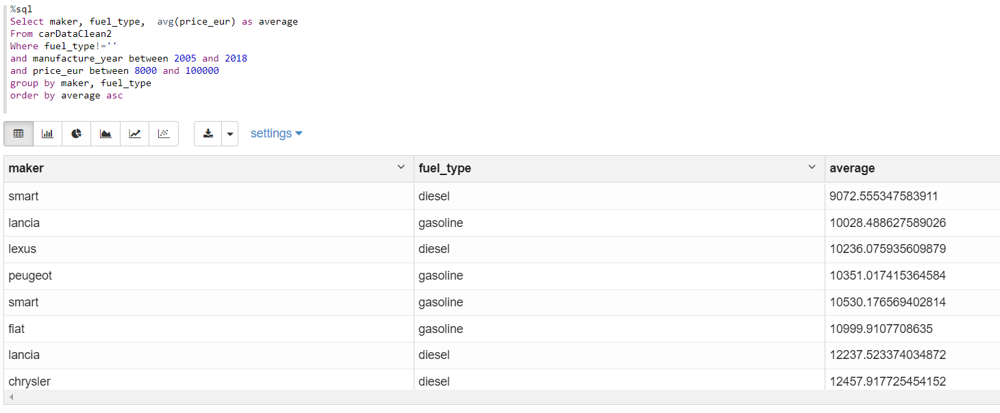 %sql
Select maker, fuel_type,  avg(price_eur) as average
From carDataClean2
Where fuel_type!=''
and manufacture_year between 2005 and 2018
and price_eur between 8000 and 100000
group by maker, fuel_type
order by average asc
settings
maker fuel_type average
smart diesel 9072.555347583911
lancia gasoline 10028.488627589026
lexus diesel 10236.075935609879
peugeot gasoline 10351.017415364584
smart gasoline 10530.176569402814
fiat gasoline 10999.9107708635
lancia diesel 12237.523374034872
chrysler diesel 12457.917725454152